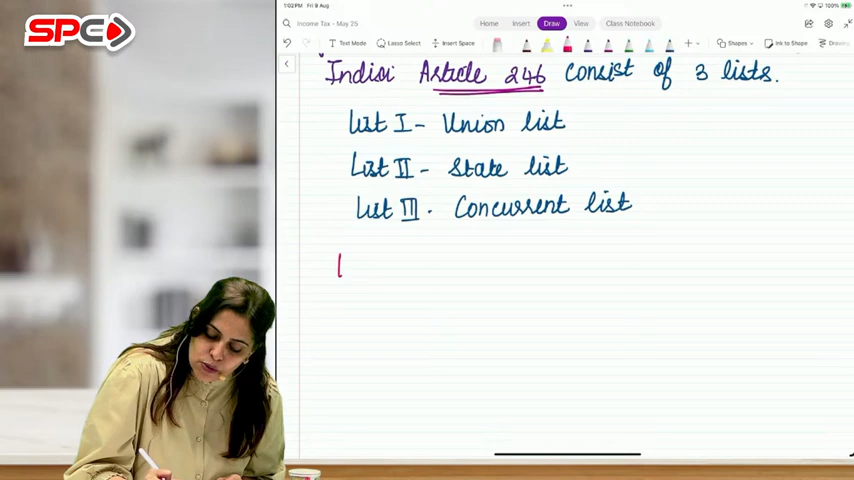 SPC
1:02 PM Fri 9 Aug
100%
Income Tax - May 25
Home Insert Draw View Class Notebook
Text Mode Lasso Select Insert Space Shapes Ink to Shape Drawing
Article 246 consist of 3 lists.
List I - Union list
List II - State list
List III - Concurrent list